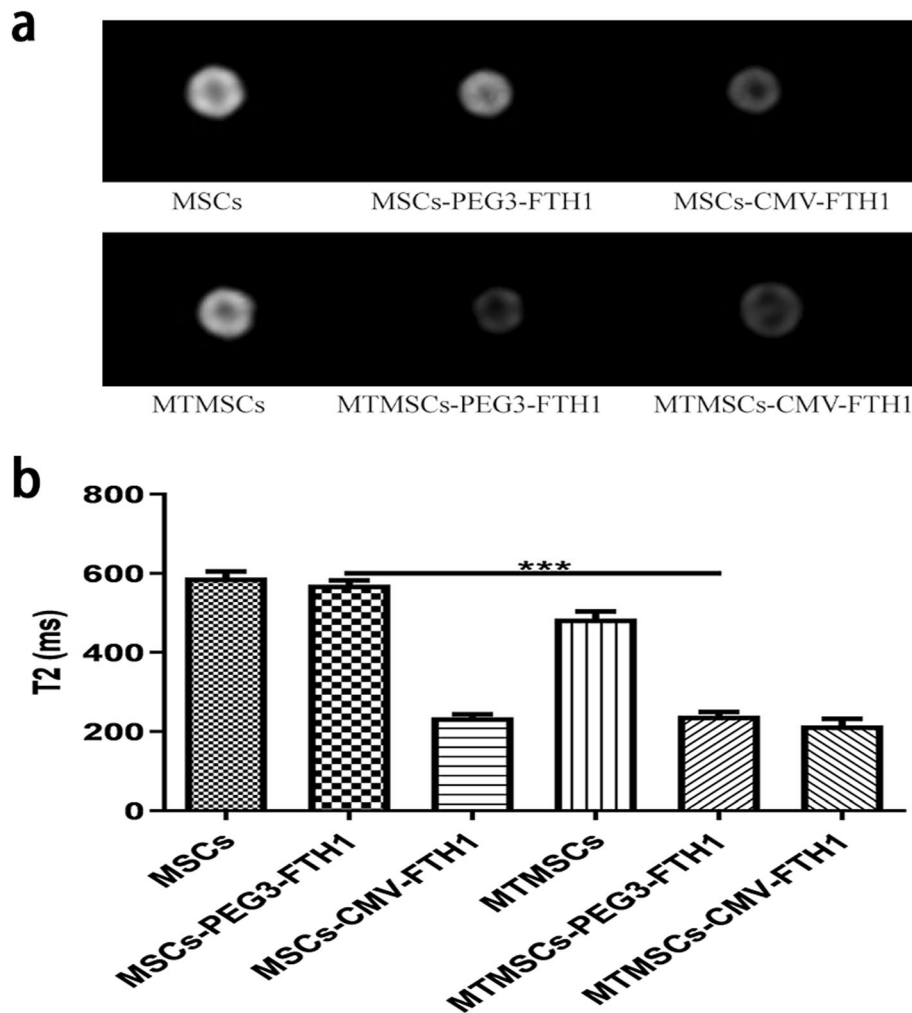 a
MSCs MSCs-PEG3-FTH1 MSCs-CMV-FTH1
MTMSCs MTMSCs-PEG3-FTH1 MTMSCs-CMV-FTH1
b
800
600
400
200
0
T2 (ms)
***
MSCs
MSCs-PEG3-FTH1
MSCs-CMV-FTH1
MTMSCs
MTMSCs-PEG3-FTH1
MTMSCs-CMV-FTH1